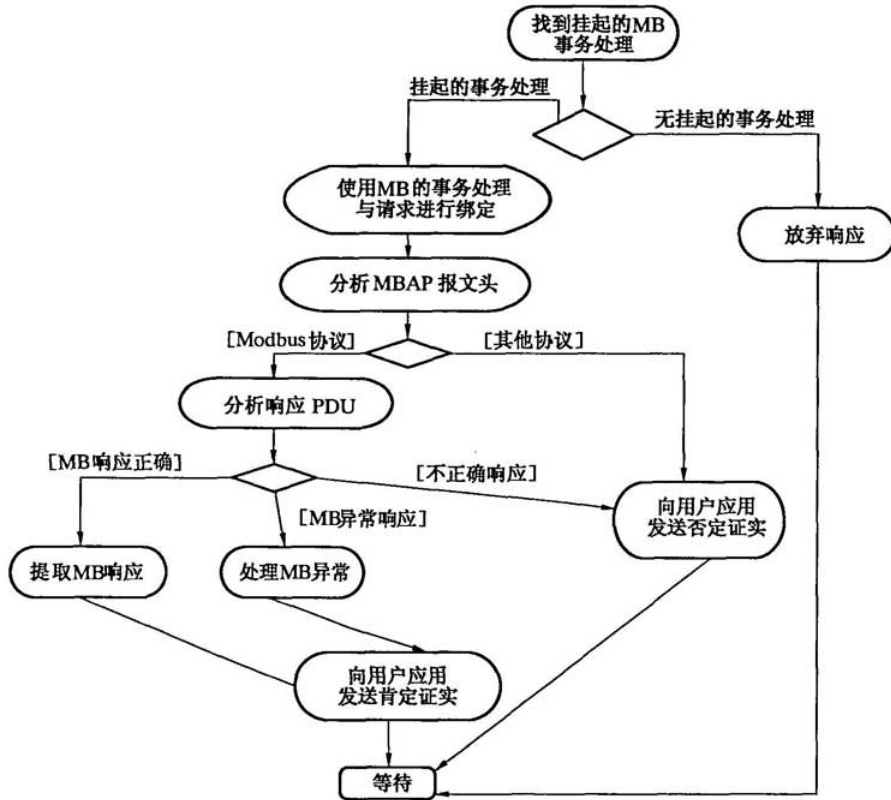 找到挂起的MB
事务处理
挂起的事务处理
无挂起的事务处理
使用MB的事务处理
与请求进行绑定
放弃响应
分析MBAP报文头
[Modbus协议]
[其他协议]
分析响应 PDU
[MB响应正确]
[不正确响应]
[MB异常响应]
向用户应用
发送否定证实
提取MB响应
处理MB异常
向用户应用
发送肯定证实
等待